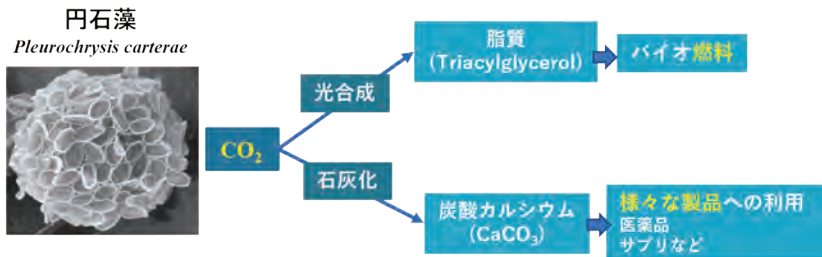 円石藻
Pleurochrysis carterae
CO₂
光合成
脂質
(Triacylglycerol)
バイオ燃料
石灰化
炭酸カルシウム
(CaCO₃)
様々な製品への利用
医薬品
サプリなど